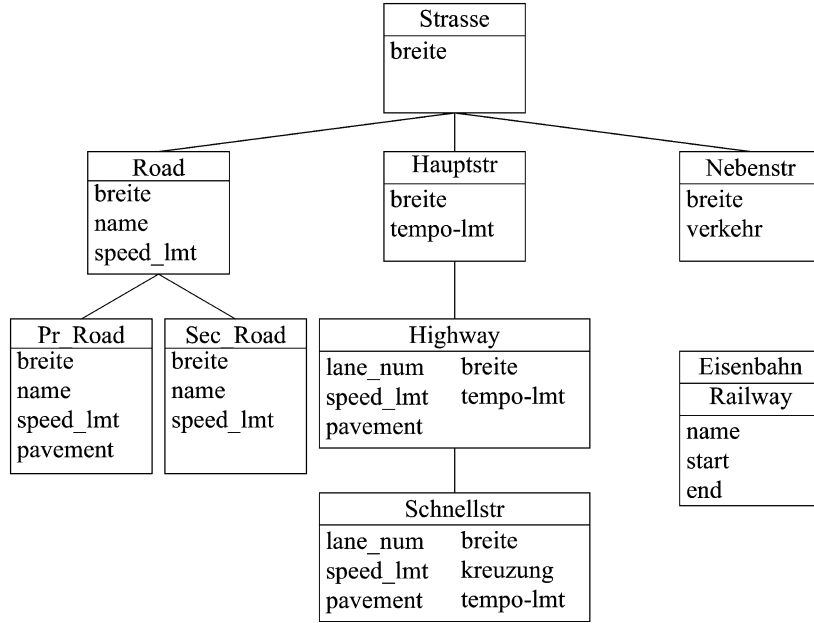 Strasse
breite
Road
breite
name
speed_lmt
Hauptstr
breite
tempo-lmt
Nebenstr
breite
verkehr
Pr_Road
breite
name
speed_lmt
pavement
Sec_Road
breite
name
speed_lmt
Highway
lane_num breite
speed_lmt tempo-lmt
pavement
Eisenbahn
Railway
name
start
end
Schnellstr
lane_num breite
speed_lmt kreuzung
pavement tempo-lmt